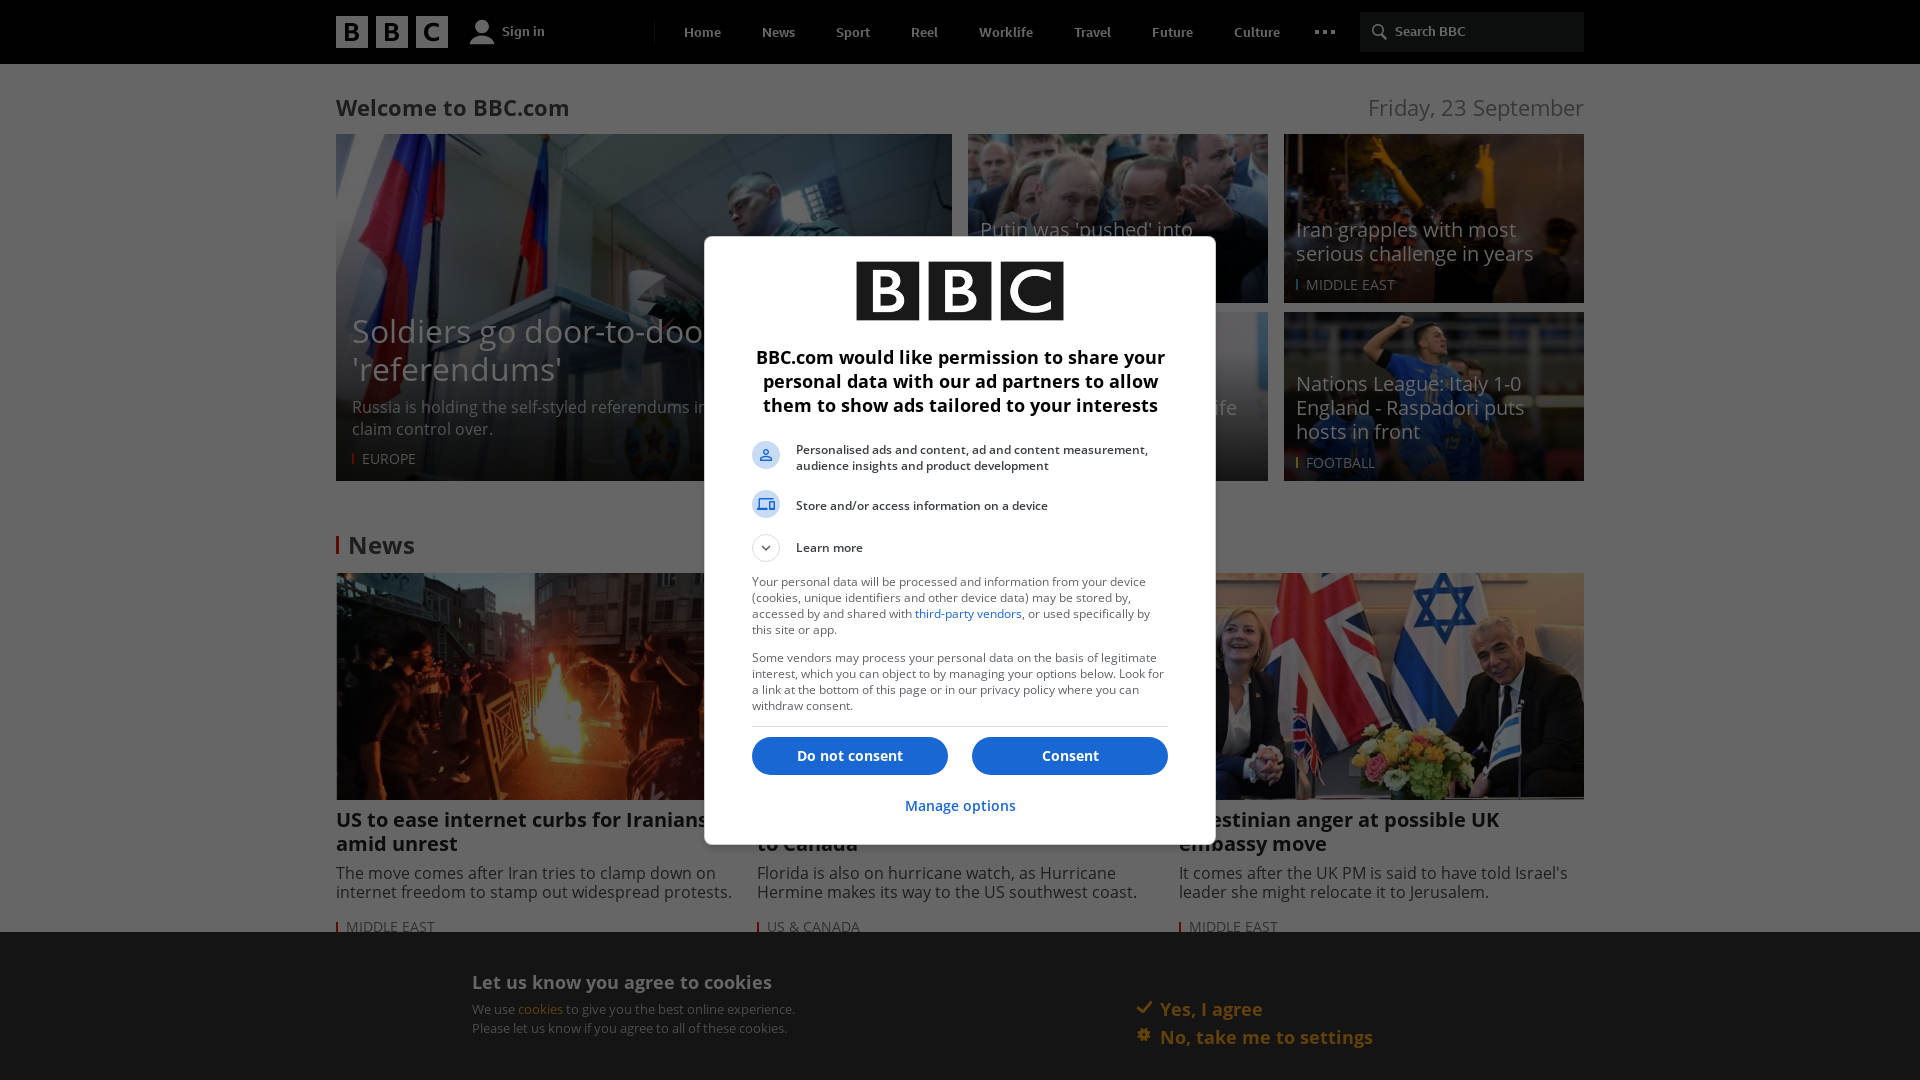 BBC
Sign in
Home
News
Sport
Reel
Worklife
Travel
Future
Culture
Search BBC
Welcome to BBC.com
Friday, 23 September
Soldiers go door-to-doo
'referendums'
Russia is holding the self-styled referendums in
claim control over.
EUROPE
Putin was 'pushed' into
Iran grapples with most
serious challenge in years
MIDDLE EAST
ife
Nations League: Italy 1-0
England - Raspadori puts
hosts in front
FOOTBALL
BBC
BBC.com would like permission to share your
personal data with our ad partners to allow
them to show ads tailored to your interests
Personalised ads and content, ad and content measurement,
audience insights and product development
Store and/or access information on a device
Learn more
Your personal data will be processed and information from your device
(cookies, unique identifiers and other device data) may be stored by,
accessed by and shared with third-party vendors, or used specifically by
this site or app.
Some vendors may process your personal data on the basis of legitimate
interest, which you can object to by managing your options below. Look for
a link at the bottom of this page or in our privacy policy where you can
withdraw consent.
Do not consent
Consent
Manage options
News
US to ease internet curbs for Iranians
amid unrest
The move comes after Iran tries to clamp down on
internet freedom to stamp out widespread protests.
MIDDLE EAST
to Canada
Florida is also on hurricane watch, as Hurricane
Hermine makes its way to the US southwest coast.
US & CANADA
estinian anger at possible UK
embassy move
It comes after the UK PM is said to have told Israel's
leader she might relocate it to Jerusalem.
MIDDLE EAST
Let us know you agree to cookies
We use cookies to give you the best online experience.
Please let us know if you agree to all of these cookies.
Yes, I agree
No, take me to settings